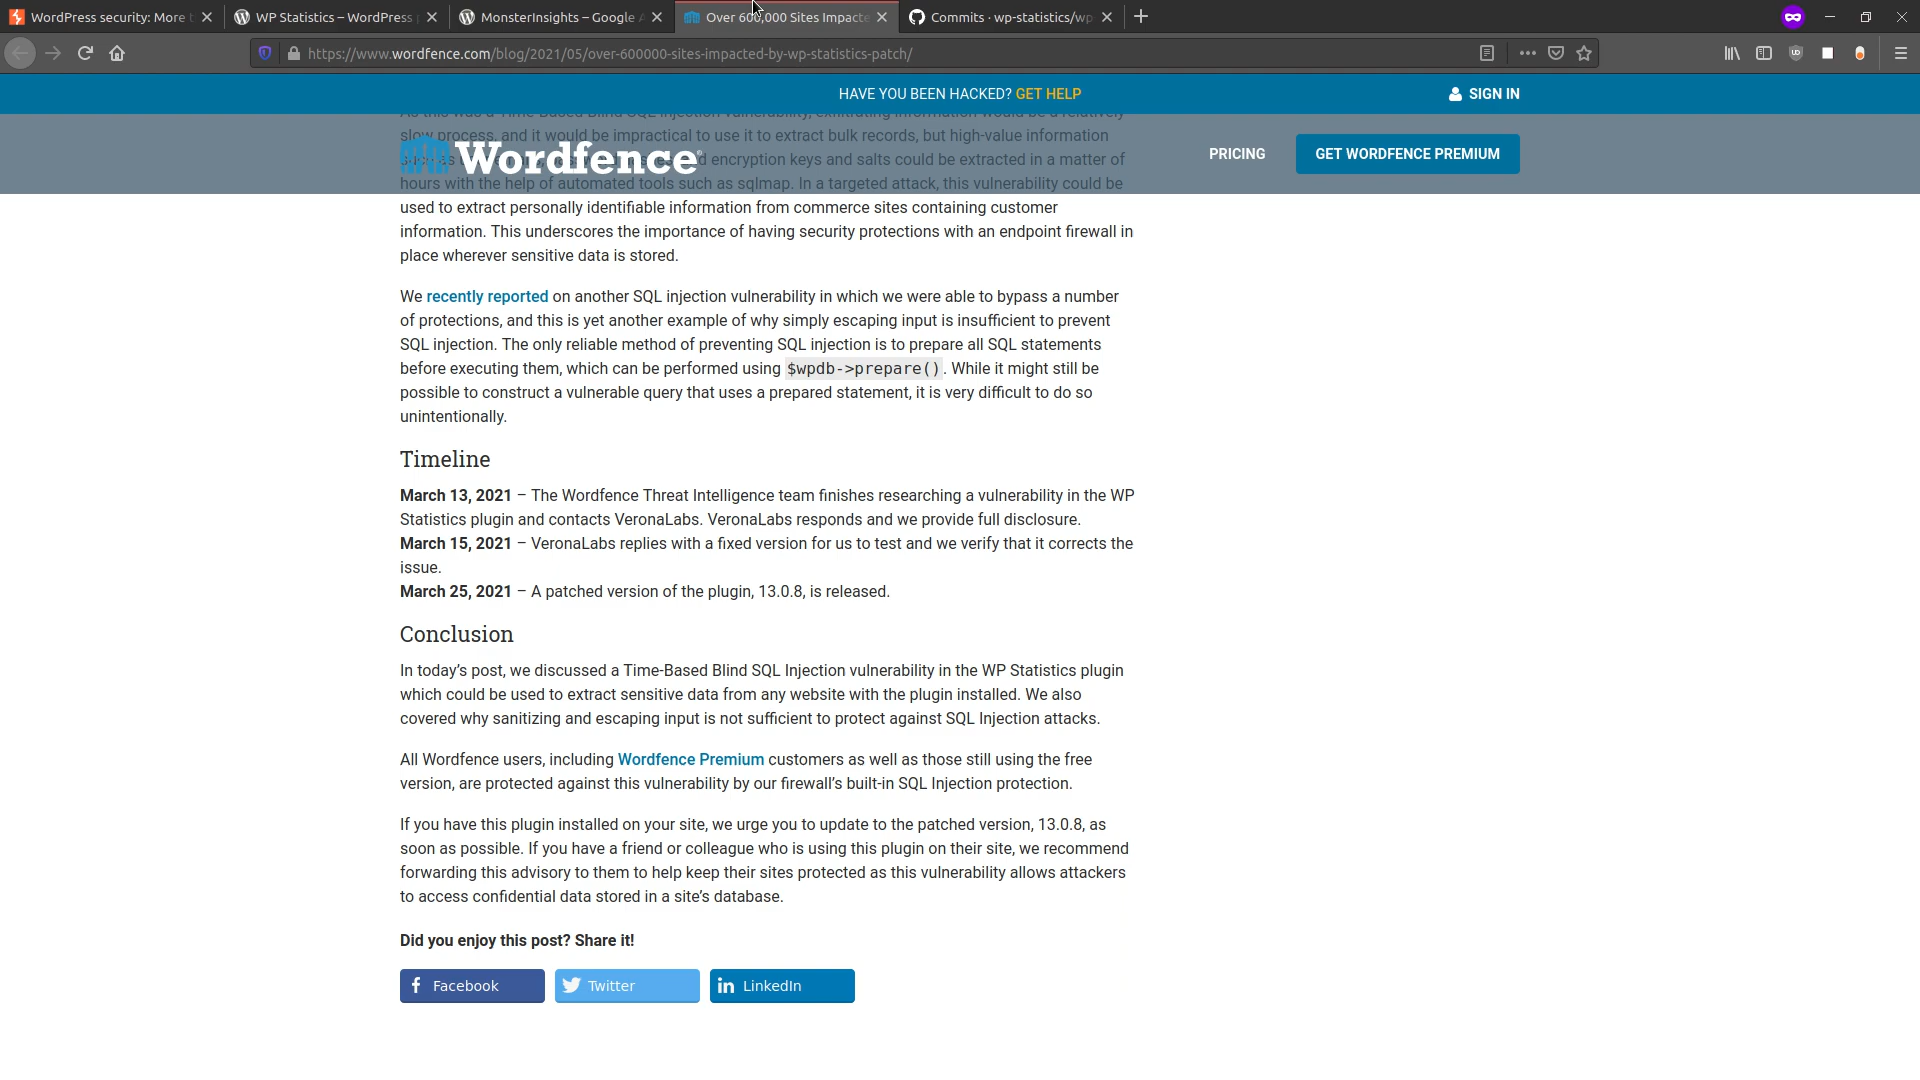 WordPress security: More t
WP Statistics – WordPress
MonsterInsights – Google A
Over 600,000 Sites Impacte
Commits · wp-statistics/wp
https://www.wordfence.com/blog/2021/05/over-600000-sites-impacted-by-wp-statistics-patch/
HAVE YOU BEEN HACKED? GET HELP
SIGN IN
As this was a Time-Based Blind SQL Injection vulnerability, exfiltrating information would be a relatively
slow process, and it would be impractical to use it to extract bulk records, but high-value information
d encryption keys and salts could be extracted in a matter of
Wordfence
PRICING
GET WORDFENCE PREMIUM
hours with the help of automated tools such as sqlmap. In a targeted attack, this vulnerability could be
used to extract personally identifiable information from commerce sites containing customer
information. This underscores the importance of having security protections with an endpoint firewall in
place wherever sensitive data is stored.
We recently reported on another SQL injection vulnerability in which we were able to bypass a number
of protections, and this is yet another example of why simply escaping input is insufficient to prevent
SQL injection. The only reliable method of preventing SQL injection is to prepare all SQL statements
before executing them, which can be performed using $wpdb->prepare(). While it might still be
possible to construct a vulnerable query that uses a prepared statement, it is very difficult to do so
unintentionally.
Timeline
March 13, 2021 – The Wordfence Threat Intelligence team finishes researching a vulnerability in the WP
Statistics plugin and contacts VeronaLabs. VeronaLabs responds and we provide full disclosure.
March 15, 2021 – VeronaLabs replies with a fixed version for us to test and we verify that it corrects the
issue.
March 25, 2021 – A patched version of the plugin, 13.0.8, is released.
Conclusion
In today's post, we discussed a Time-Based Blind SQL Injection vulnerability in the WP Statistics plugin
which could be used to extract sensitive data from any website with the plugin installed. We also
covered why sanitizing and escaping input is not sufficient to protect against SQL Injection attacks.
All Wordfence users, including Wordfence Premium customers as well as those still using the free
version, are protected against this vulnerability by our firewall's built-in SQL Injection protection.
If you have this plugin installed on your site, we urge you to update to the patched version, 13.0.8, as
soon as possible. If you have a friend or colleague who is using this plugin on their site, we recommend
forwarding this advisory to them to help keep their sites protected as this vulnerability allows attackers
to access confidential data stored in a site's database.
Did you enjoy this post? Share it!
Facebook
Twitter
LinkedIn